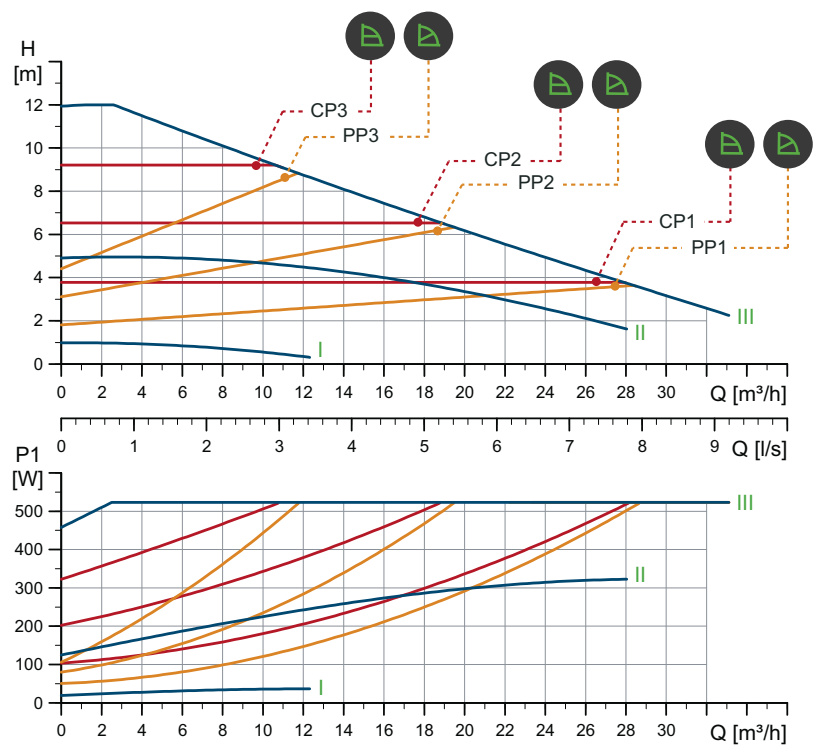 H
[m]
CP3
PP3
CP2
PP2
CP1
PP1
12
10
8
6
4
2
0
I
II
III
0 2 4 6 8 10 12 14 16 18 20 22 24 26 28 30 Q [m³/h]
0 1 2 3 4 5 6 7 8 9 Q [l/s]
P1
[W]
500
400
300
200
100
0
III
II
I
0 2 4 6 8 10 12 14 16 18 20 22 24 26 28 30 Q [m³/h]